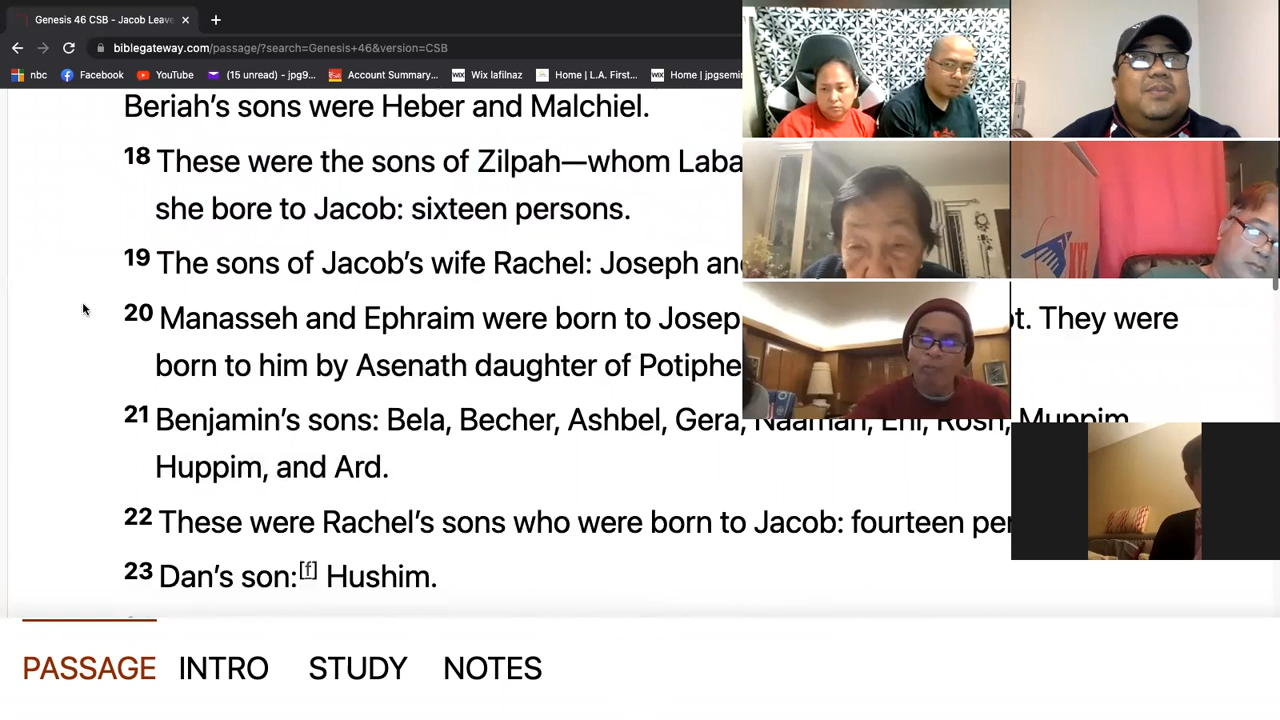 Genesis 46 CSB - Jacob Leave
biblegateway.com/passage/?search=Genesis+46&version=CSB
nbc Facebook YouTube (15 unread) - jpg9... Account Summary... Wix lafilnaz Home | L.A. First... Home | jpgsemi
Beriah's sons were Heber and Malchiel.
18 These were the sons of Zilpah—whom Laba
she bore to Jacob: sixteen persons.
19 The sons of Jacob's wife Rachel: Joseph an
20 Manasseh and Ephraim were born to Josep t. They were
born to him by Asenath daughter of Potiphe
21 Benjamin's sons: Bela, Becher, Ashbel, Gera, Naaman, Ehi, Rosh, Muppim,
Huppim, and Ard.
22 These were Rachel's sons who were born to Jacob: fourteen per
23 Dan's son:[f] Hushim.
PASSAGE INTRO STUDY NOTES